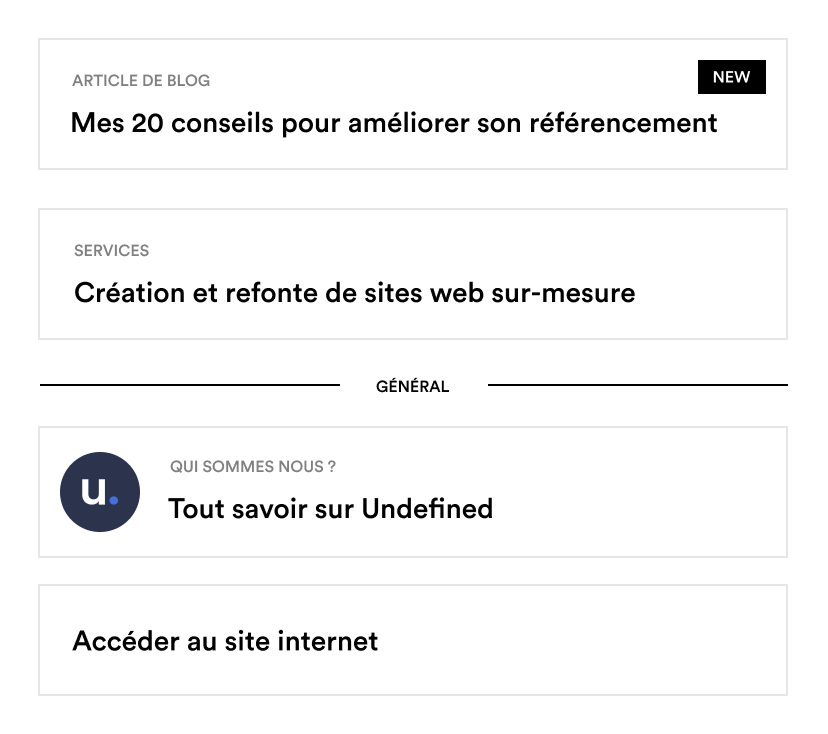 ARTICLE DE BLOG
NEW
Mes 20 conseils pour améliorer son référencement
SERVICES
Création et refonte de sites web sur-mesure
GÉNÉRAL
u.
QUI SOMMES NOUS ?
Tout savoir sur Undefined
Accéder au site internet